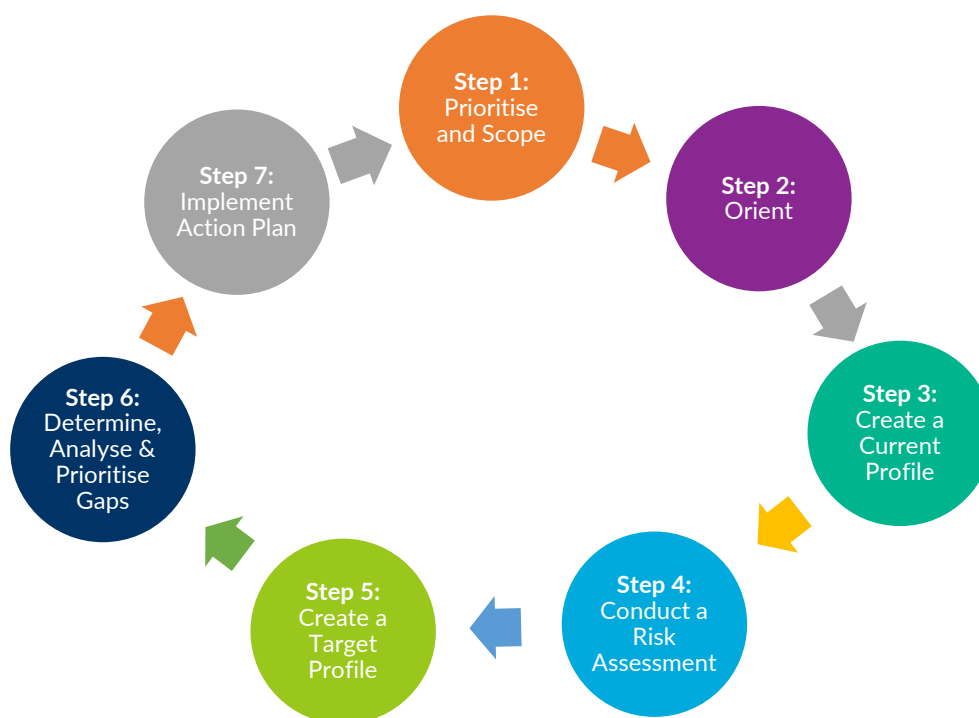 Step 1:
Prioritise
and Scope
Step 2:
Orient
Step 3:
Create a
Current
Profile
Step 4:
Conduct a
Risk
Assessment
Step 5:
Create a
Target
Profile
Step 6:
Determine,
Analyse &
Prioritise
Gaps
Step 7:
Implement
Action Plan